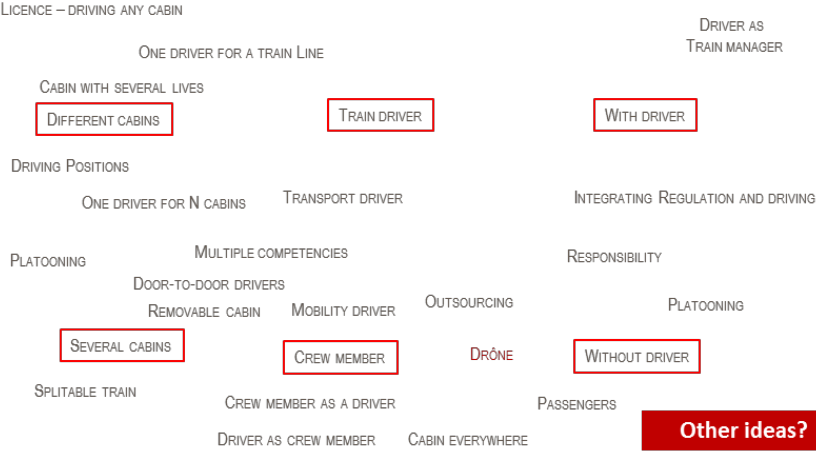 Licence – driving any cabin
Driver as
Train manager
One driver for a train Line
Cabin with several lives
Different cabins
Train driver
With driver
Driving Positions
One driver for N cabins
Transport driver
Integrating Regulation and driving
Multiple competencies
Responsibility
Platooning
Door-to-door drivers
Removable cabin
Mobility driver
Outsourcing
Platooning
Several cabins
Crew member
Drône
Without driver
Splitable train
Crew member as a driver
Passengers
Other ideas?
Driver as crew member
Cabin everywhere